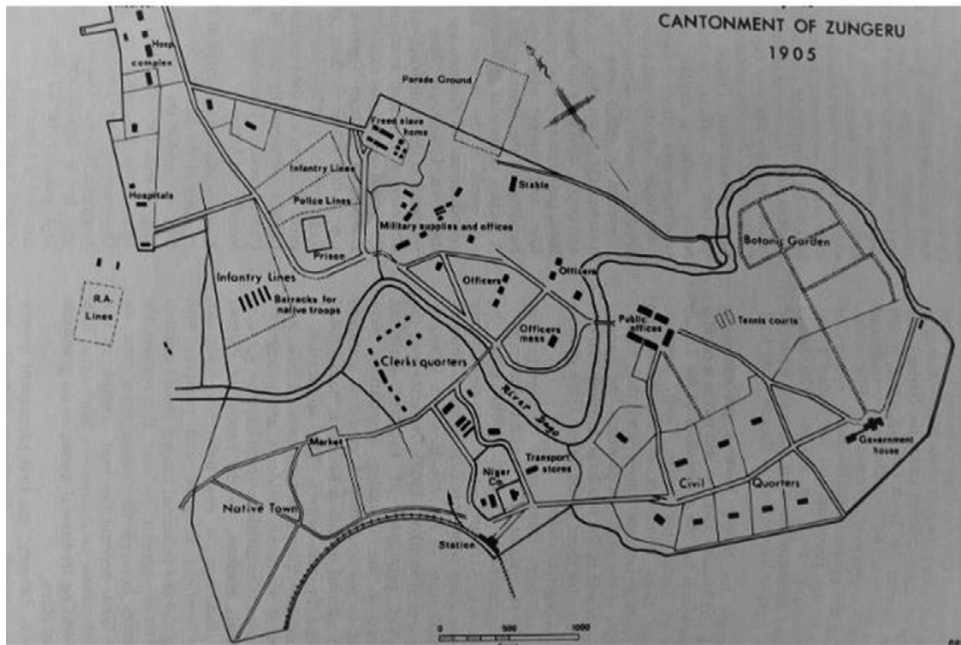 CANTONMENT OF ZUNGERU
1905
Hosp
complex
Parade Ground
Freed slave
home
Infantry Lines
Stable
Hospitals
Police Lines
Military supplies and offices
Botanic Garden
Prison
Infantry Lines
Officers
Officers
R.A.
Lines
Barracks for
native troops
Public
offices
Tennis courts
Officers
mess
Clerks quarters
River Dago
Market
Government
house
Transport
stores
Niger
Co.
Civil
Quarters
Native Town
Station
0 500 1000